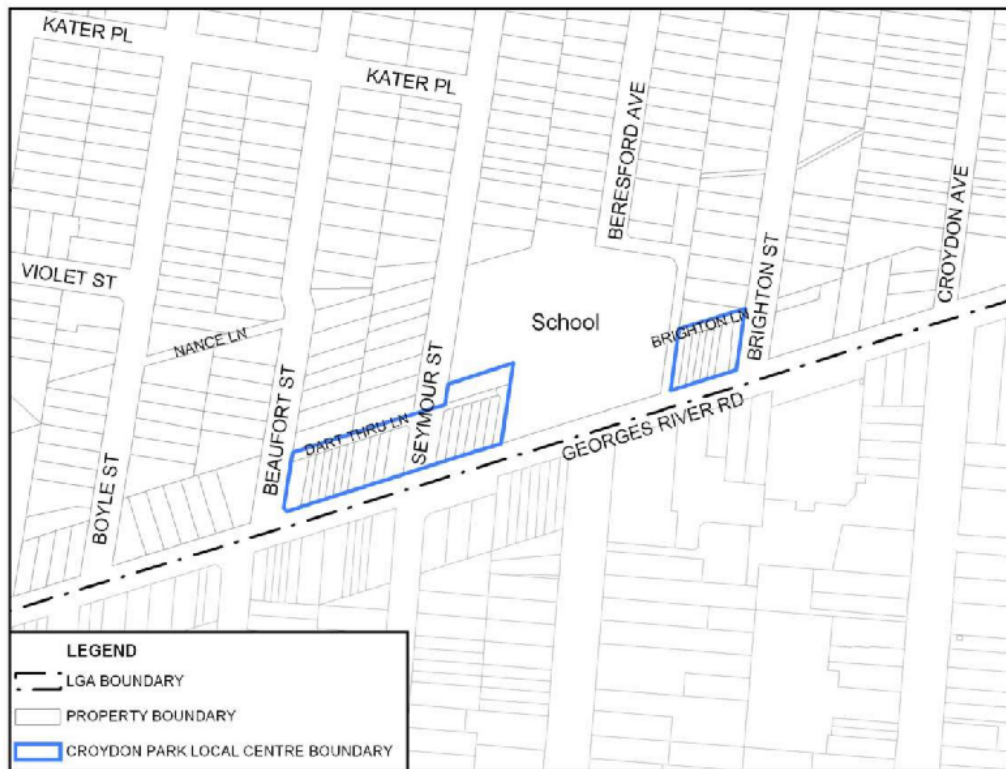 KATER PL
KATER PL
BERESFORD AVE
BRIGHTON ST
CROYDON AVE
VIOLET ST
NANCE LN
School
BRIGHTON LN
BEAUFORT ST
DART THRU LN
SEYMOUR ST
GEORGES RIVER RD
BOYLE ST
LEGEND
LGA BOUNDARY
PROPERTY BOUNDARY
CROYDON PARK LOCAL CENTRE BOUNDARY